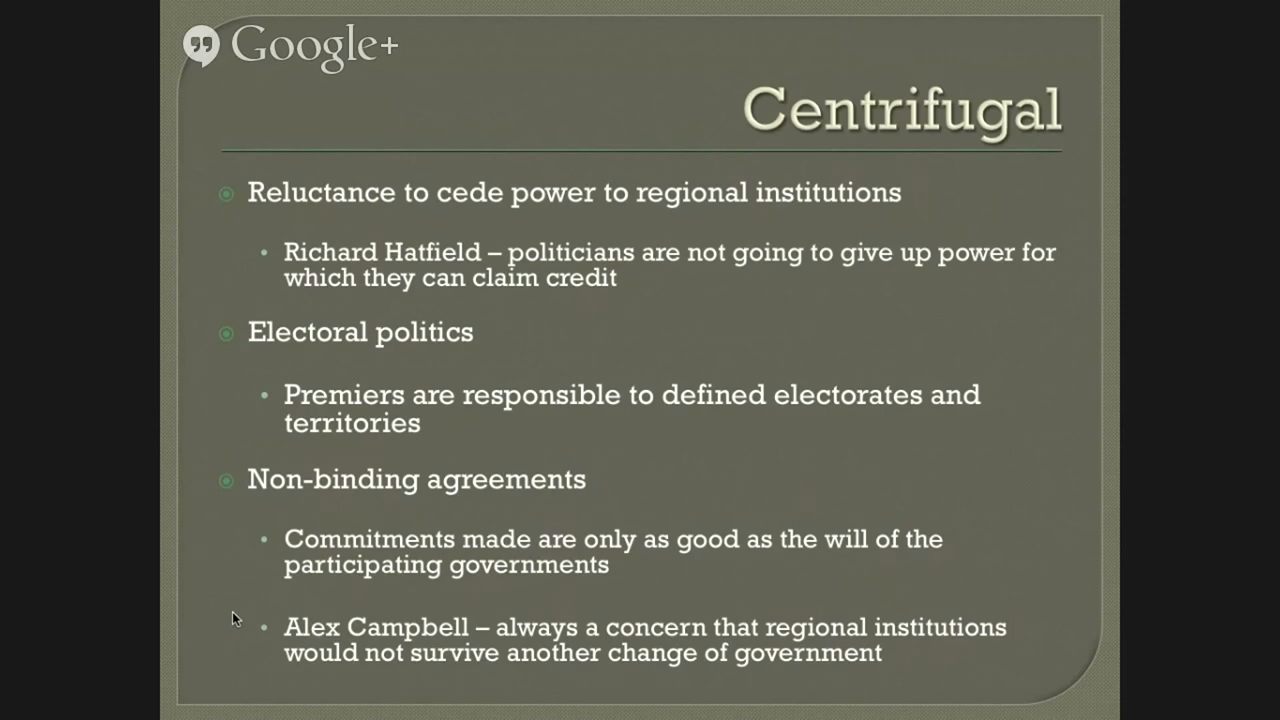 Google+
Centrifugal
Reluctance to cede power to regional institutions
Richard Hatfield – politicians are not going to give up power for
which they can claim credit
Electoral politics
Premiers are responsible to defined electorates and
territories
Non-binding agreements
Commitments made are only as good as the will of the
participating governments
Alex Campbell – always a concern that regional institutions
would not survive another change of government